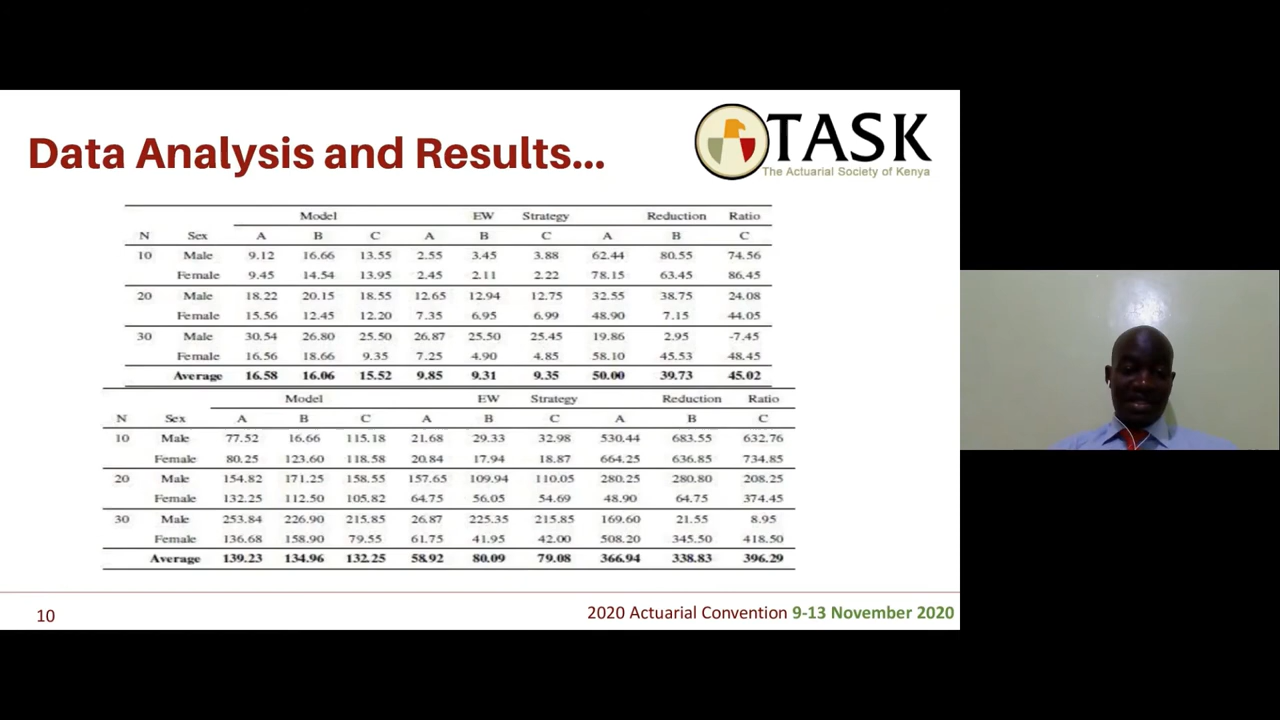 Data Analysis and Results...
TASK
The Actuarial Society of Kenya
Model EW Strategy Reduction Ratio
N Sex A B C A B C A B C
10 Male 9.12 16.66 13.55 2.55 3.45 3.88 62.44 80.55 74.56
Female 9.45 14.54 13.95 2.45 2.11 2.22 78.15 63.45 86.45
20 Male 18.22 20.15 18.55 12.65 12.94 12.75 32.55 38.75 24.08
Female 15.56 12.45 12.20 7.35 6.95 6.99 48.90 7.15 44.05
30 Male 30.54 26.80 25.50 26.87 25.50 25.45 19.86 2.95 -7.45
Female 16.56 18.66 9.35 7.25 4.90 4.85 58.10 45.53 48.45
Average 16.58 16.06 15.52 9.85 9.31 9.35 50.00 39.73 45.02
Model EW Strategy Reduction Ratio
N Sex A B C A B C A B C
10 Male 77.52 16.66 115.18 21.68 29.33 32.98 530.44 683.55 632.76
Female 80.25 123.60 118.58 20.84 17.94 18.87 664.25 636.85 734.85
20 Male 154.82 171.25 158.55 157.65 109.94 110.05 280.25 280.80 208.25
Female 132.25 112.50 105.82 64.75 56.05 54.69 48.90 64.75 374.45
30 Male 253.84 226.90 215.85 26.87 225.35 215.85 169.60 21.55 8.95
Female 136.68 158.90 79.55 61.75 41.95 42.00 508.20 345.50 418.50
Average 139.23 134.96 132.25 58.92 80.09 79.08 366.94 338.83 396.29
10
2020 Actuarial Convention 9-13 November 2020